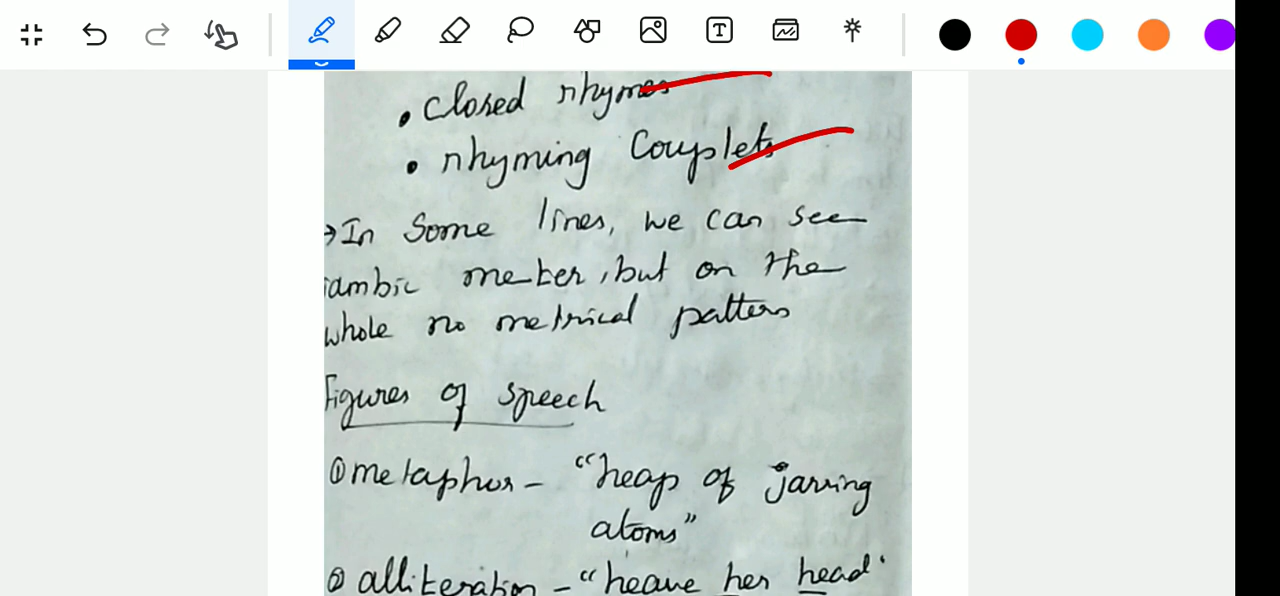 • closed rhymes
• rhyming Couplets
→ In Some lines, we can see
iambic meter, but on the
whole no metrical pattern
Figures of speech
① metaphor - "heap of jarring
atoms"
② alliteration - "heave her head"